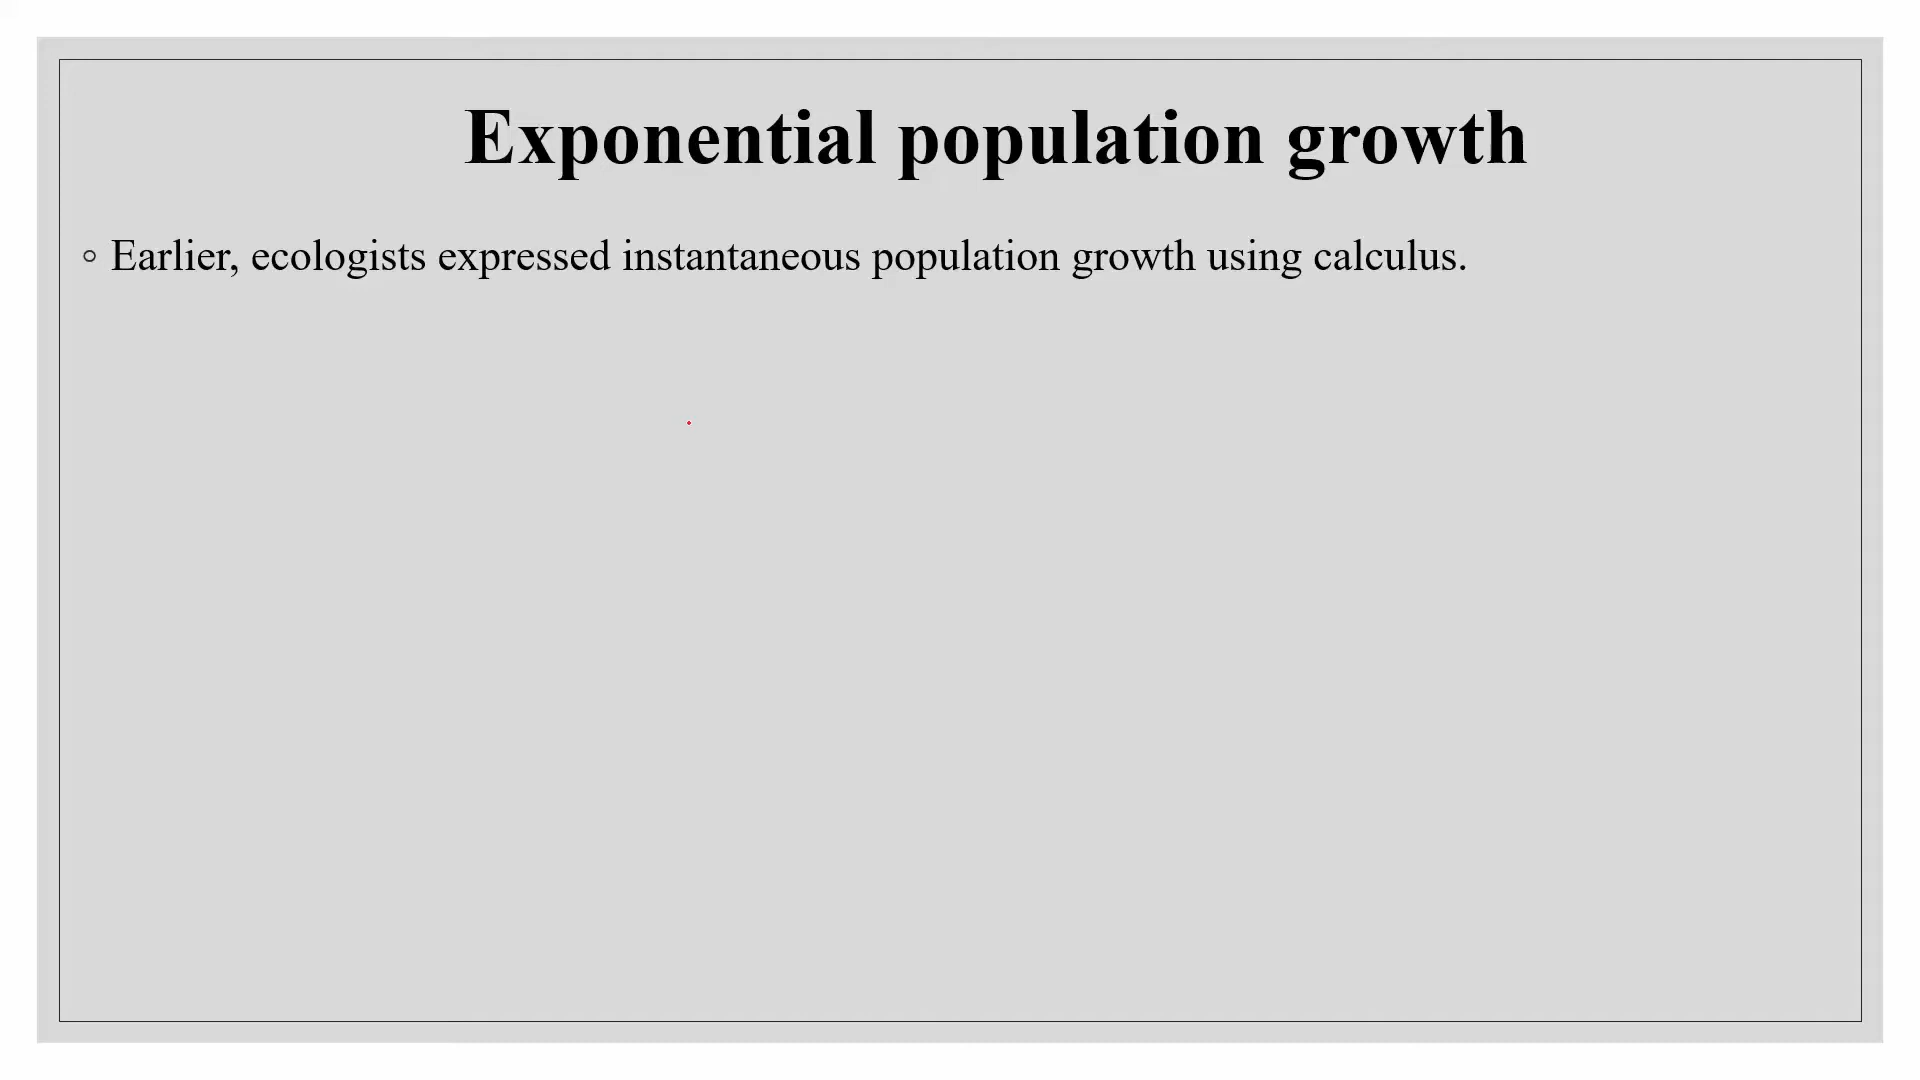 Exponential population growth
◦ Earlier, ecologists expressed instantaneous population growth using calculus.